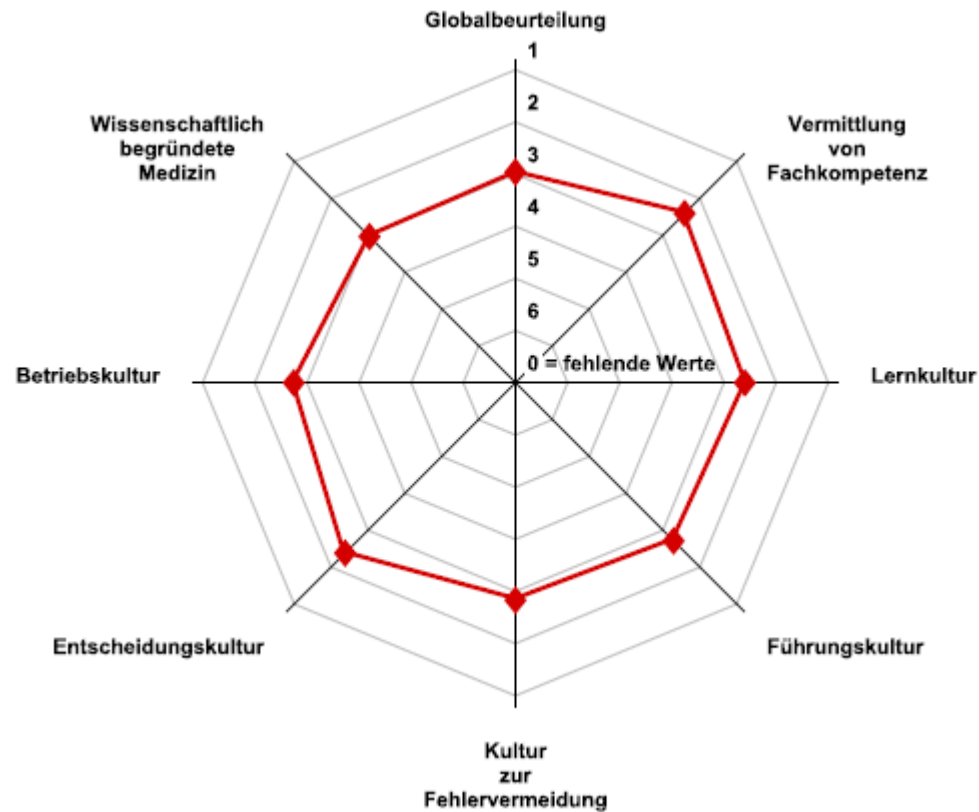 Globalbeurteilung
1
2
3
4
5
6
0 = fehlende Werte
Vermittlung
von
Fachkompetenz
Lernkultur
Führungskultur
Kultur
zur
Fehlervermeidung
Entscheidungskultur
Betriebskultur
Wissenschaftlich
begründete
Medizin